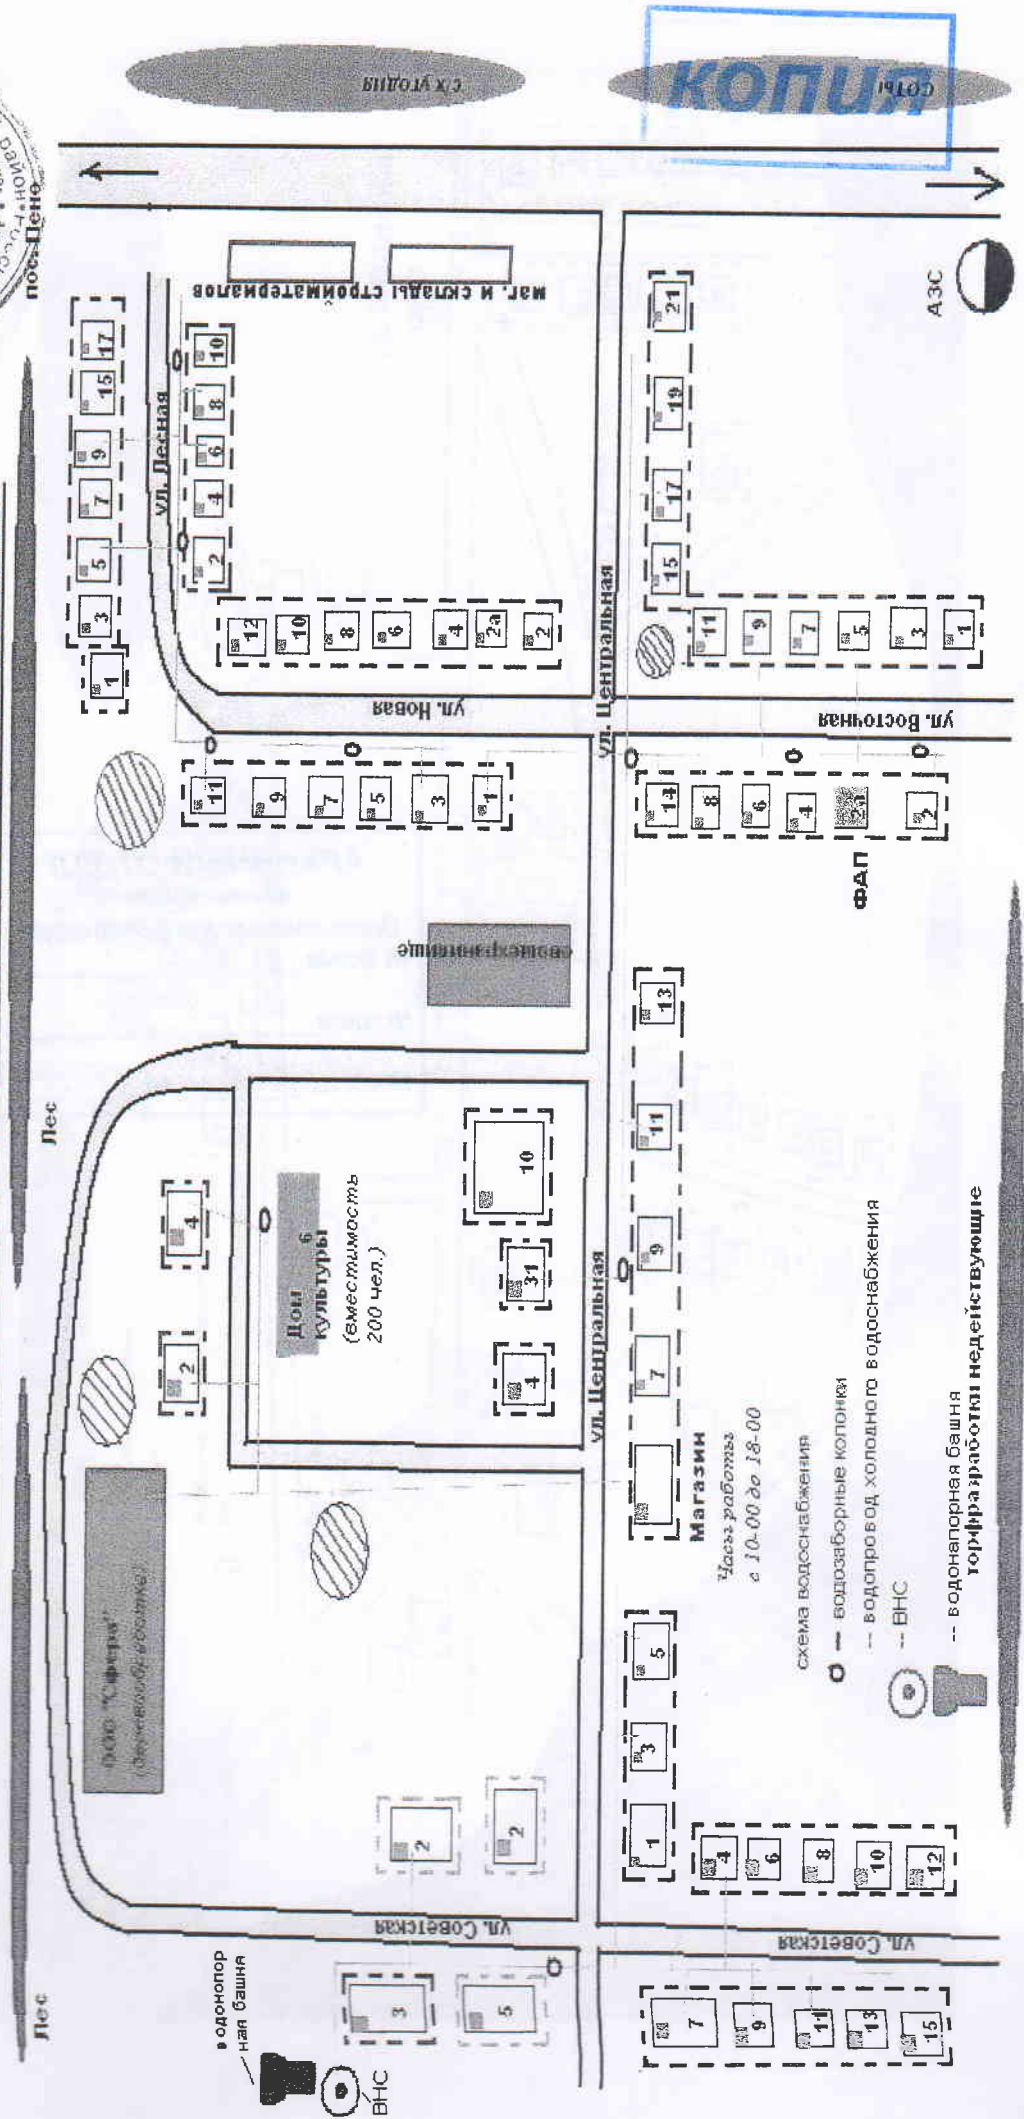 КОПИЯ
с/х угодия
СОТЫ
пос. Пено
маг. и склады стройматериалов
АЗС
17
15
9
7
5
3
1
ул. Лесная
10
8
6
4
2
12
10
8
6
4
2а
2
ул. Новая
11
9
7
5
3
1
ул. Центральная
21
19
17
15
11
9
7
5
3
1
ул. Восточная
14
8
6
4
2а
2
ФАП
овощехранилище
Лес
4
2
Дом 6
культуры
(вместимость
200 чел.)
10
31
4
ул. Центральная
13
11
9
7
Магазин
Часы работы
с 10-00 до 18-00
ООО "Сфера"
2
2
5
3
1
4
6
8
10
12
ул. Советская
ул. Советская
3
5
7
9
11
13
15
Лес
водонопор
ная башня
ВНС
схема водоснабжения
— водозаборные колонки
-- водопровод холодного водоснабжения
-- ВНС
-- водонапорная башня
торфразработки недействующие